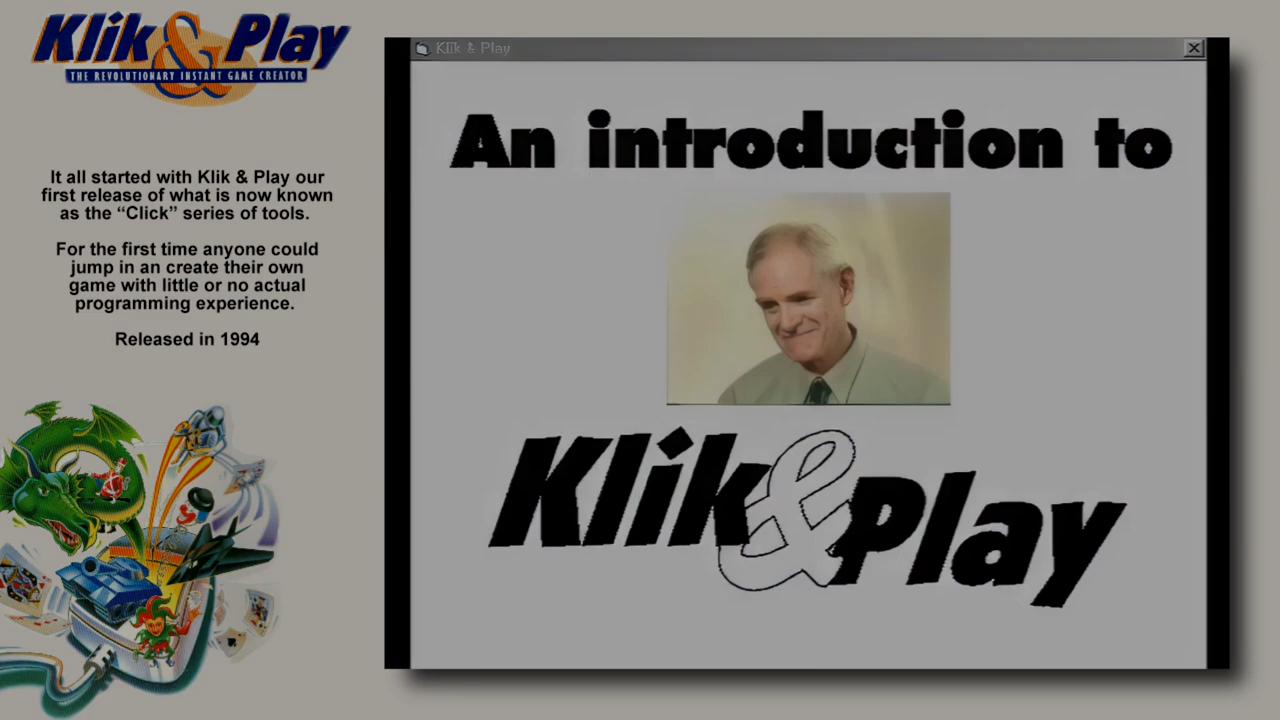 Klik & Play
THE REVOLUTIONARY INSTANT GAME CREATOR
It all started with Klik & Play our
first release of what is now known
as the “Click” series of tools.
For the first time anyone could
jump in an create their own
game with little or no actual
programming experience.
Released in 1994
Klik & Play
An introduction to
Klik & Play